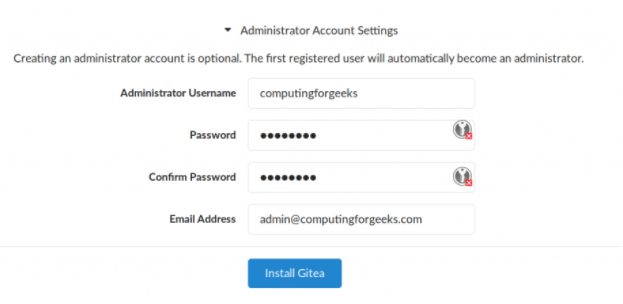 Administrator Account Settings
Creating an administrator account is optional. The first registered user will automatically become an administrator.
Administrator Username computingforgeeks
Password ●●●●●●●●
Confirm Password ●●●●●●●●
Email Address admin@computingforgeeks.com
Install Gitea